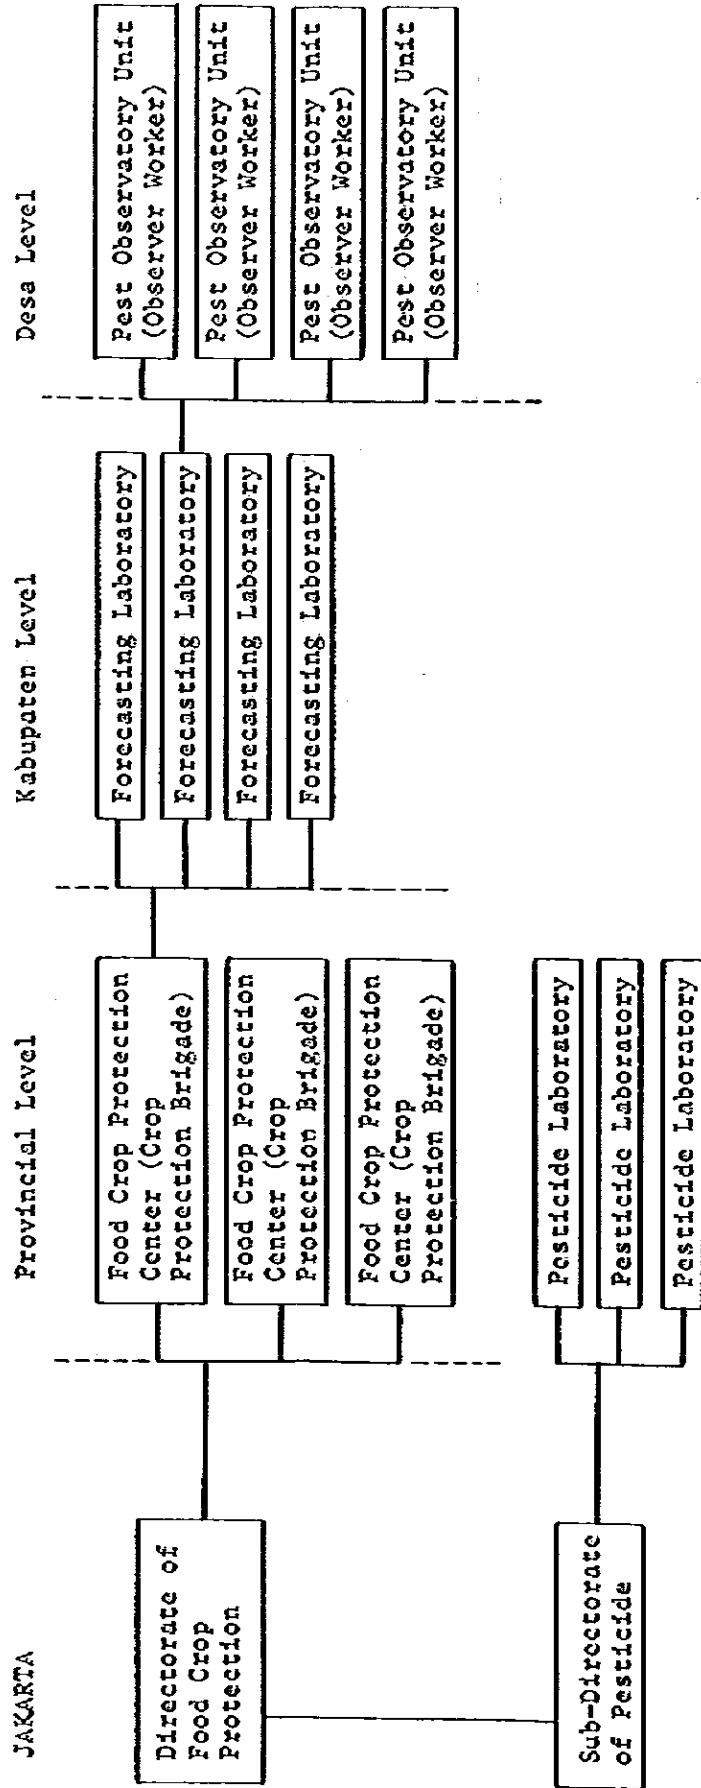 JAKARTA
Provincial Level
Kabupaten Level
Desa Level
Directorate of
Food Crop
Protection
Food Crop Protection
Center (Crop
Protection Brigade)
Food Crop Protection
Center (Crop
Protection Brigade)
Food Crop Protection
Center (Crop
Protection Brigade)
Forecasting Laboratory
Forecasting Laboratory
Forecasting Laboratory
Forecasting Laboratory
Pest Observatory Unit
(Observer Worker)
Pest Observatory Unit
(Observer Worker)
Pest Observatory Unit
(Observer Worker)
Pest Observatory Unit
(Observer Worker)
Sub-Directorate
of Pesticide
Pesticide Laboratory
Pesticide Laboratory
Pesticide Laboratory